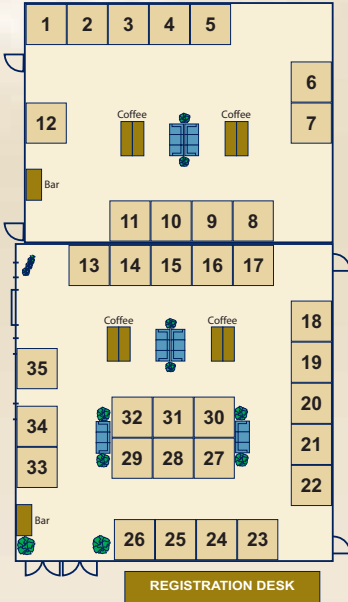 1 2 3 4 5
6
7
Coffee Coffee
12
Bar
11 10 9 8
13 14 15 16 17
18
Coffee Coffee
19
35
20
32 31 30
34
21
29 28 27
33
22
Bar
26 25 24 23
REGISTRATION DESK